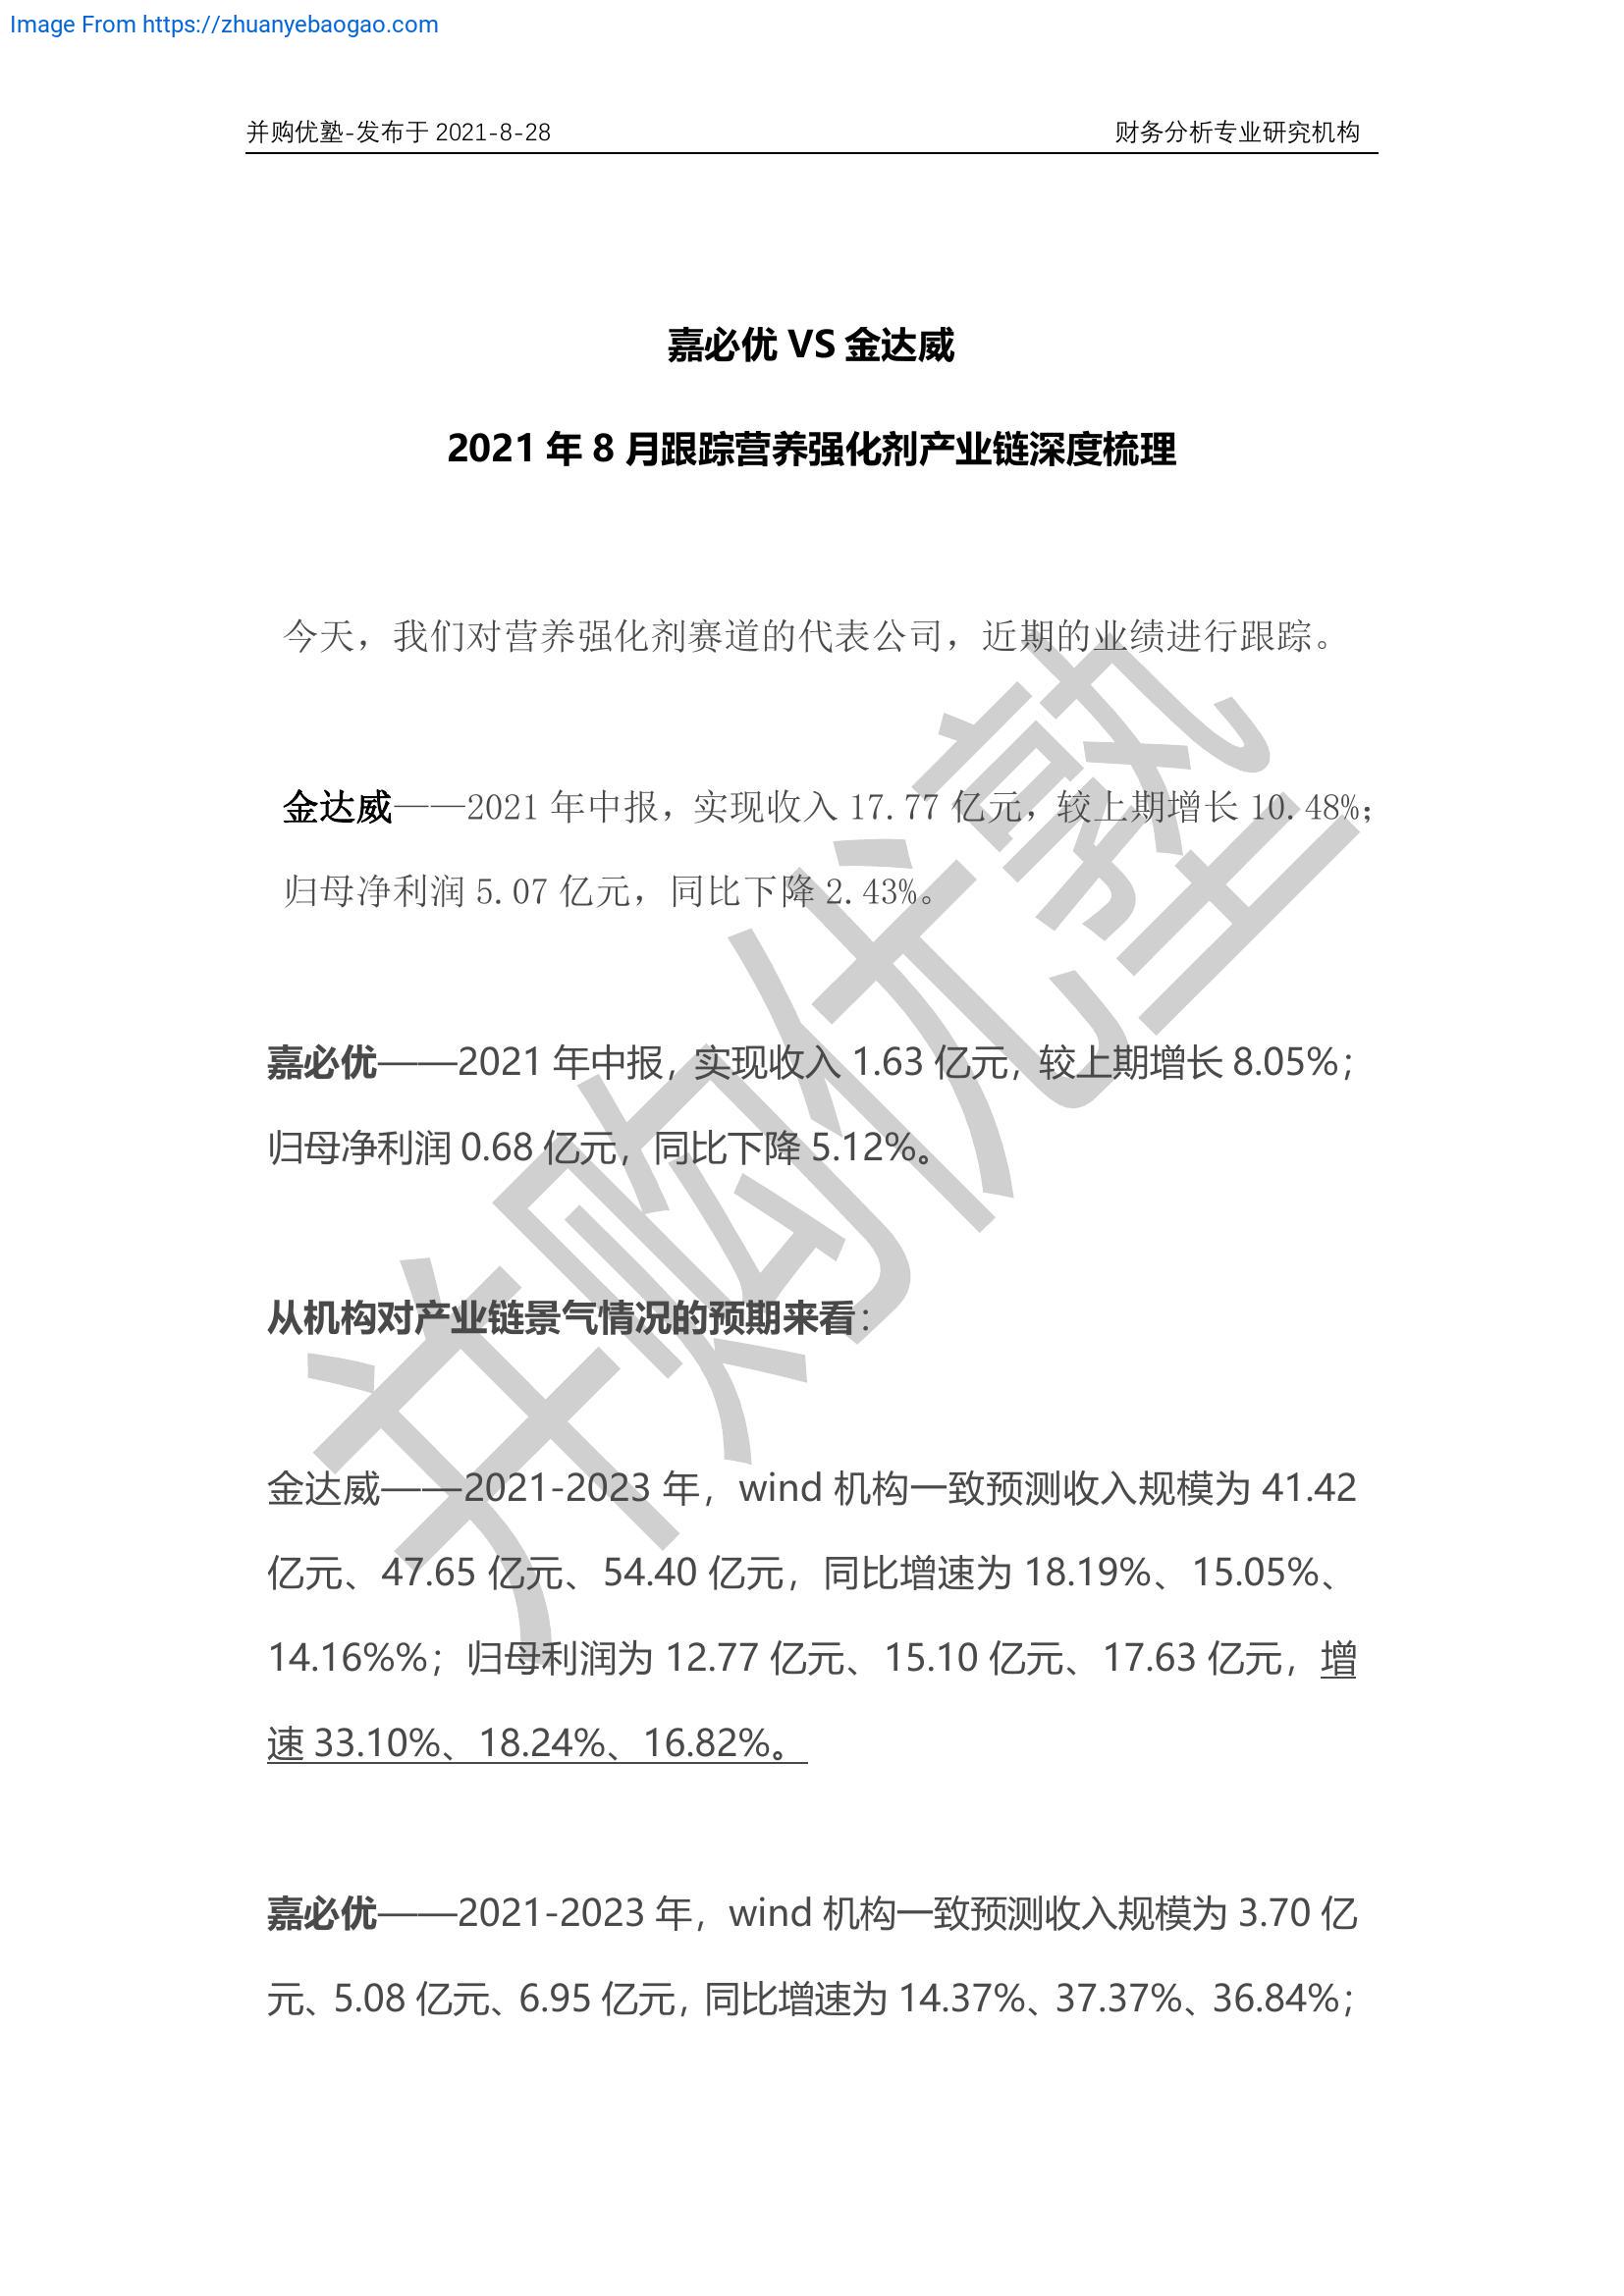 Image From https://zhuanyebaogao.com
并购优塾-发布于 2021-8-28 财务分析专业研究机构
嘉必优 VS 金达威
2021 年 8 月跟踪营养强化剂产业链深度梳理
今天，我们对营养强化剂赛道的代表公司，近期的业绩进行跟踪。
金达威——2021 年中报，实现收入 17.77 亿元，较上期增长 10.48%；
归母净利润 5.07 亿元，同比下降 2.43%。
嘉必优——2021 年中报，实现收入 1.63 亿元，较上期增长 8.05%；
归母净利润 0.68 亿元，同比下降 5.12%。
从机构对产业链景气情况的预期来看：
金达威——2021-2023 年，wind 机构一致预测收入规模为 41.42
亿元、47.65 亿元、54.40 亿元，同比增速为 18.19%、15.05%、
14.16%%；归母利润为 12.77 亿元、15.10 亿元、17.63 亿元，增
速 33.10%、18.24%、16.82%。
嘉必优——2021-2023 年，wind 机构一致预测收入规模为 3.70 亿
元、5.08 亿元、6.95 亿元，同比增速为 14.37%、37.37%、36.84%；
并购优塾